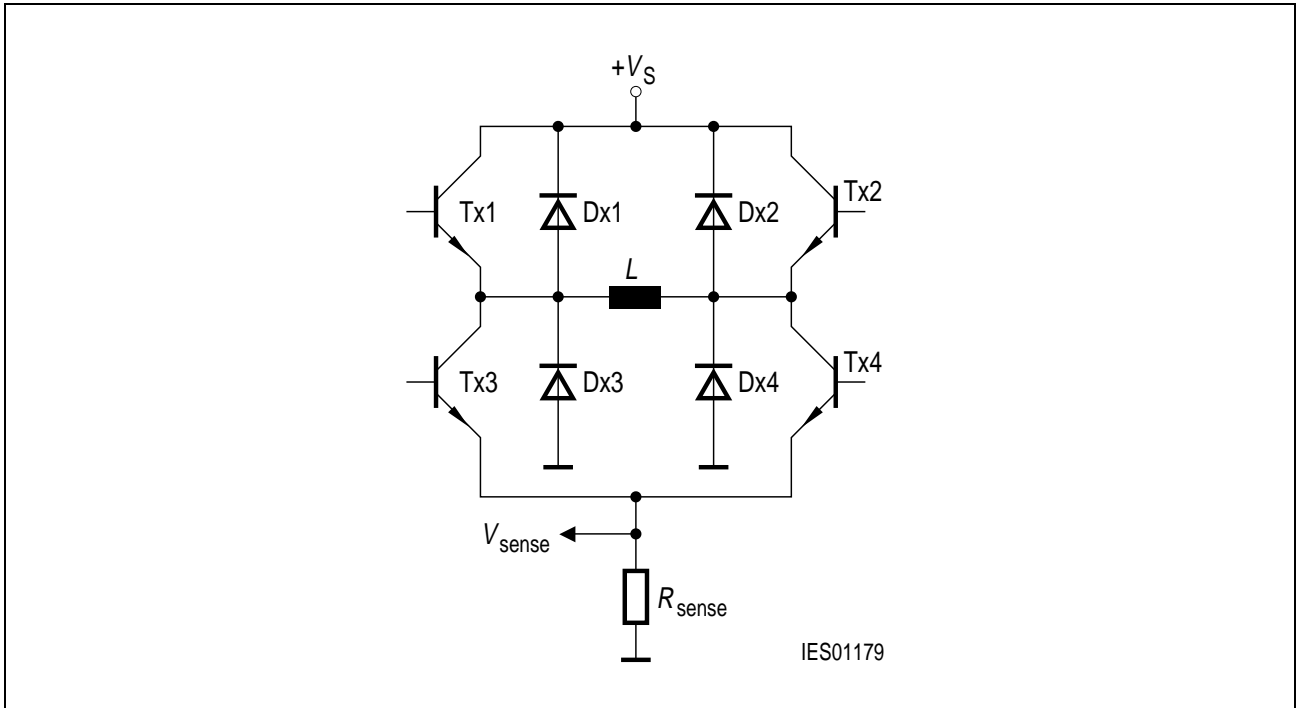 +VS
Tx1
Dx1
Dx2
Tx2
L
Tx3
Dx3
Dx4
Tx4
Vsense
Rsense
IES01179